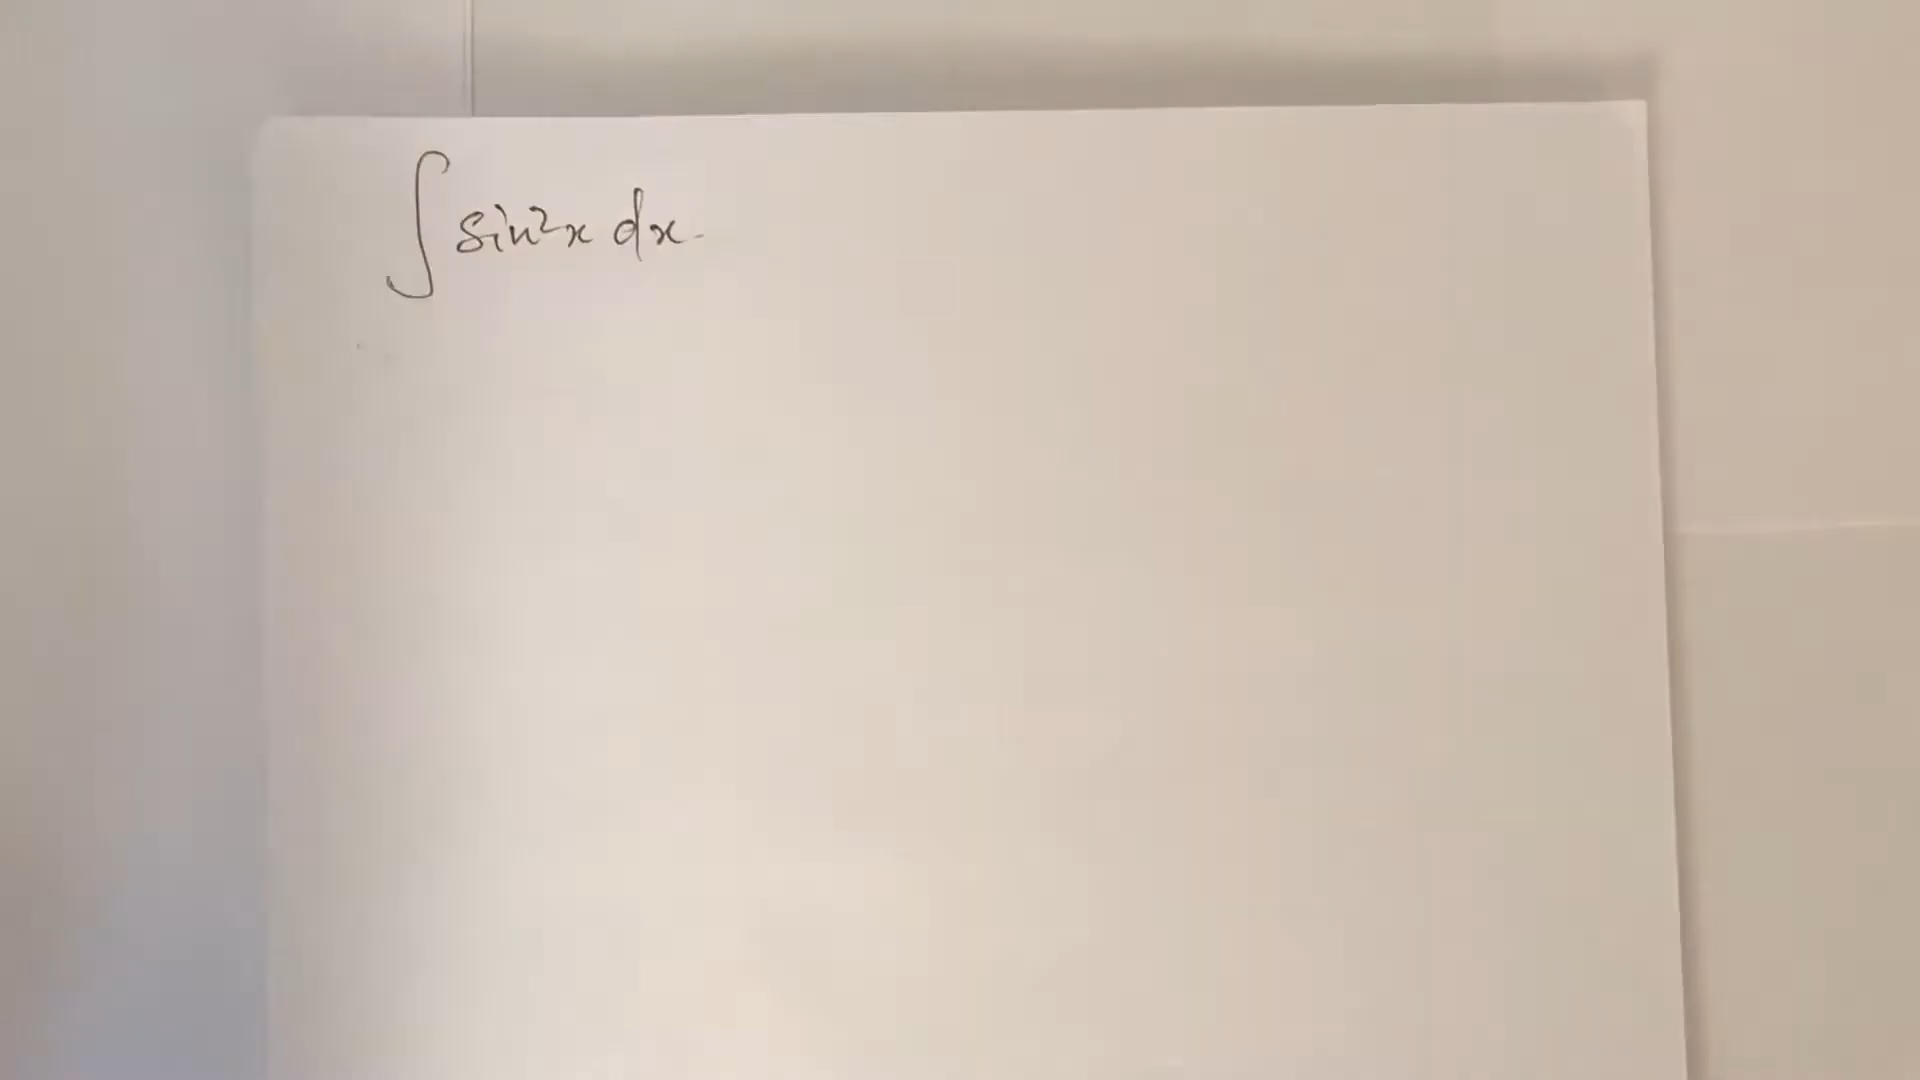 ∫ sin²x dx.